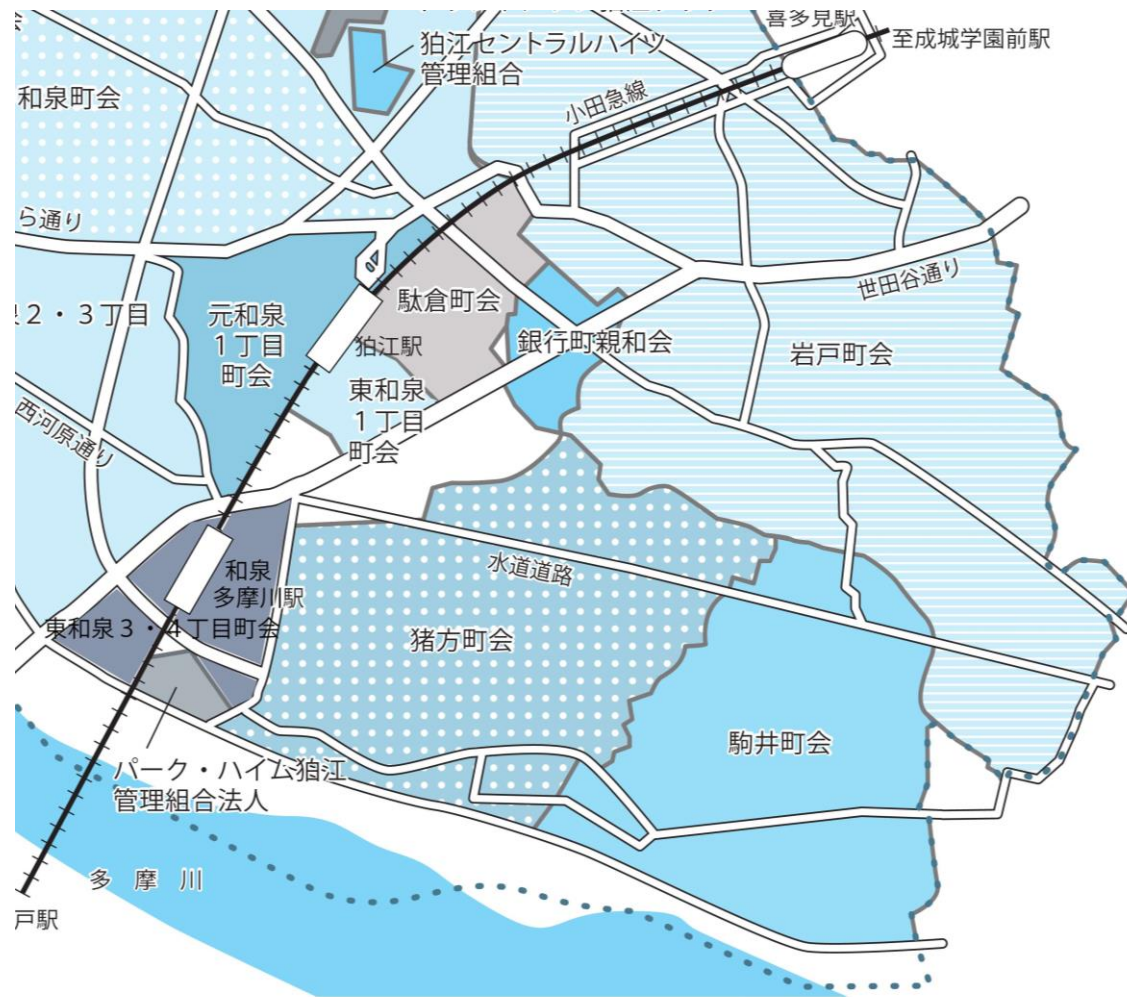 喜多見駅
至成城学園前駅
狛江セントラルハイツ
管理組合
小田急線
和泉町会
世田谷通り
駄倉町会
元和泉
１丁目
町会
狛江駅
銀行町親和会
岩戸町会
東和泉
１丁目
町会
２・３丁目
西河原通り
水道道路
和泉
多摩川駅
東和泉３・４丁目町会
猪方町会
駒井町会
パーク・ハイム狛江
管理組合法人
多摩川
戸駅
ら通り
会